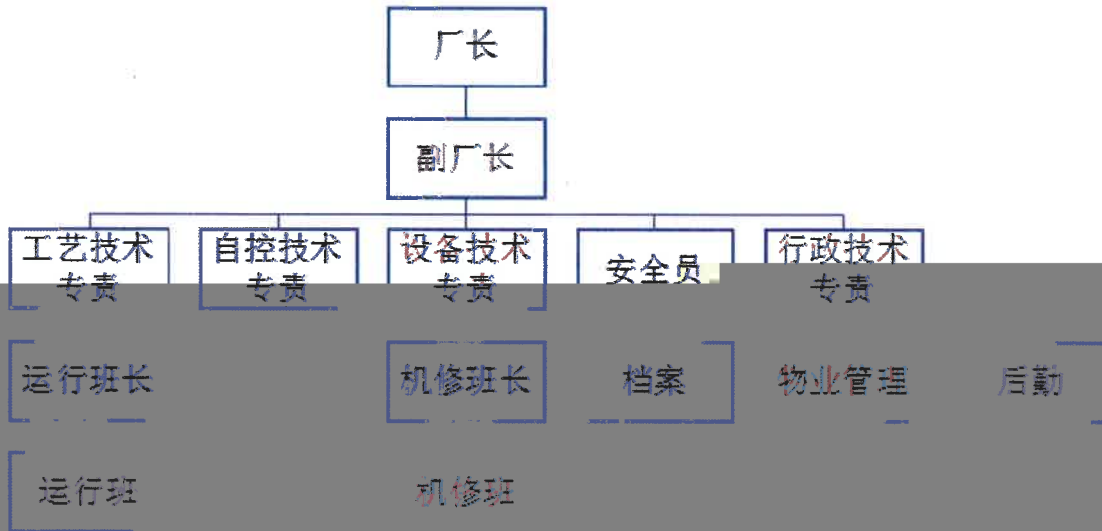 厂长
副厂长
工艺技术
专责
自控技术
专责
设备技术
专责
安全员
行政技术
专责
运行班长
机修班长
档案
物业管理
后勤
运行班
机修班